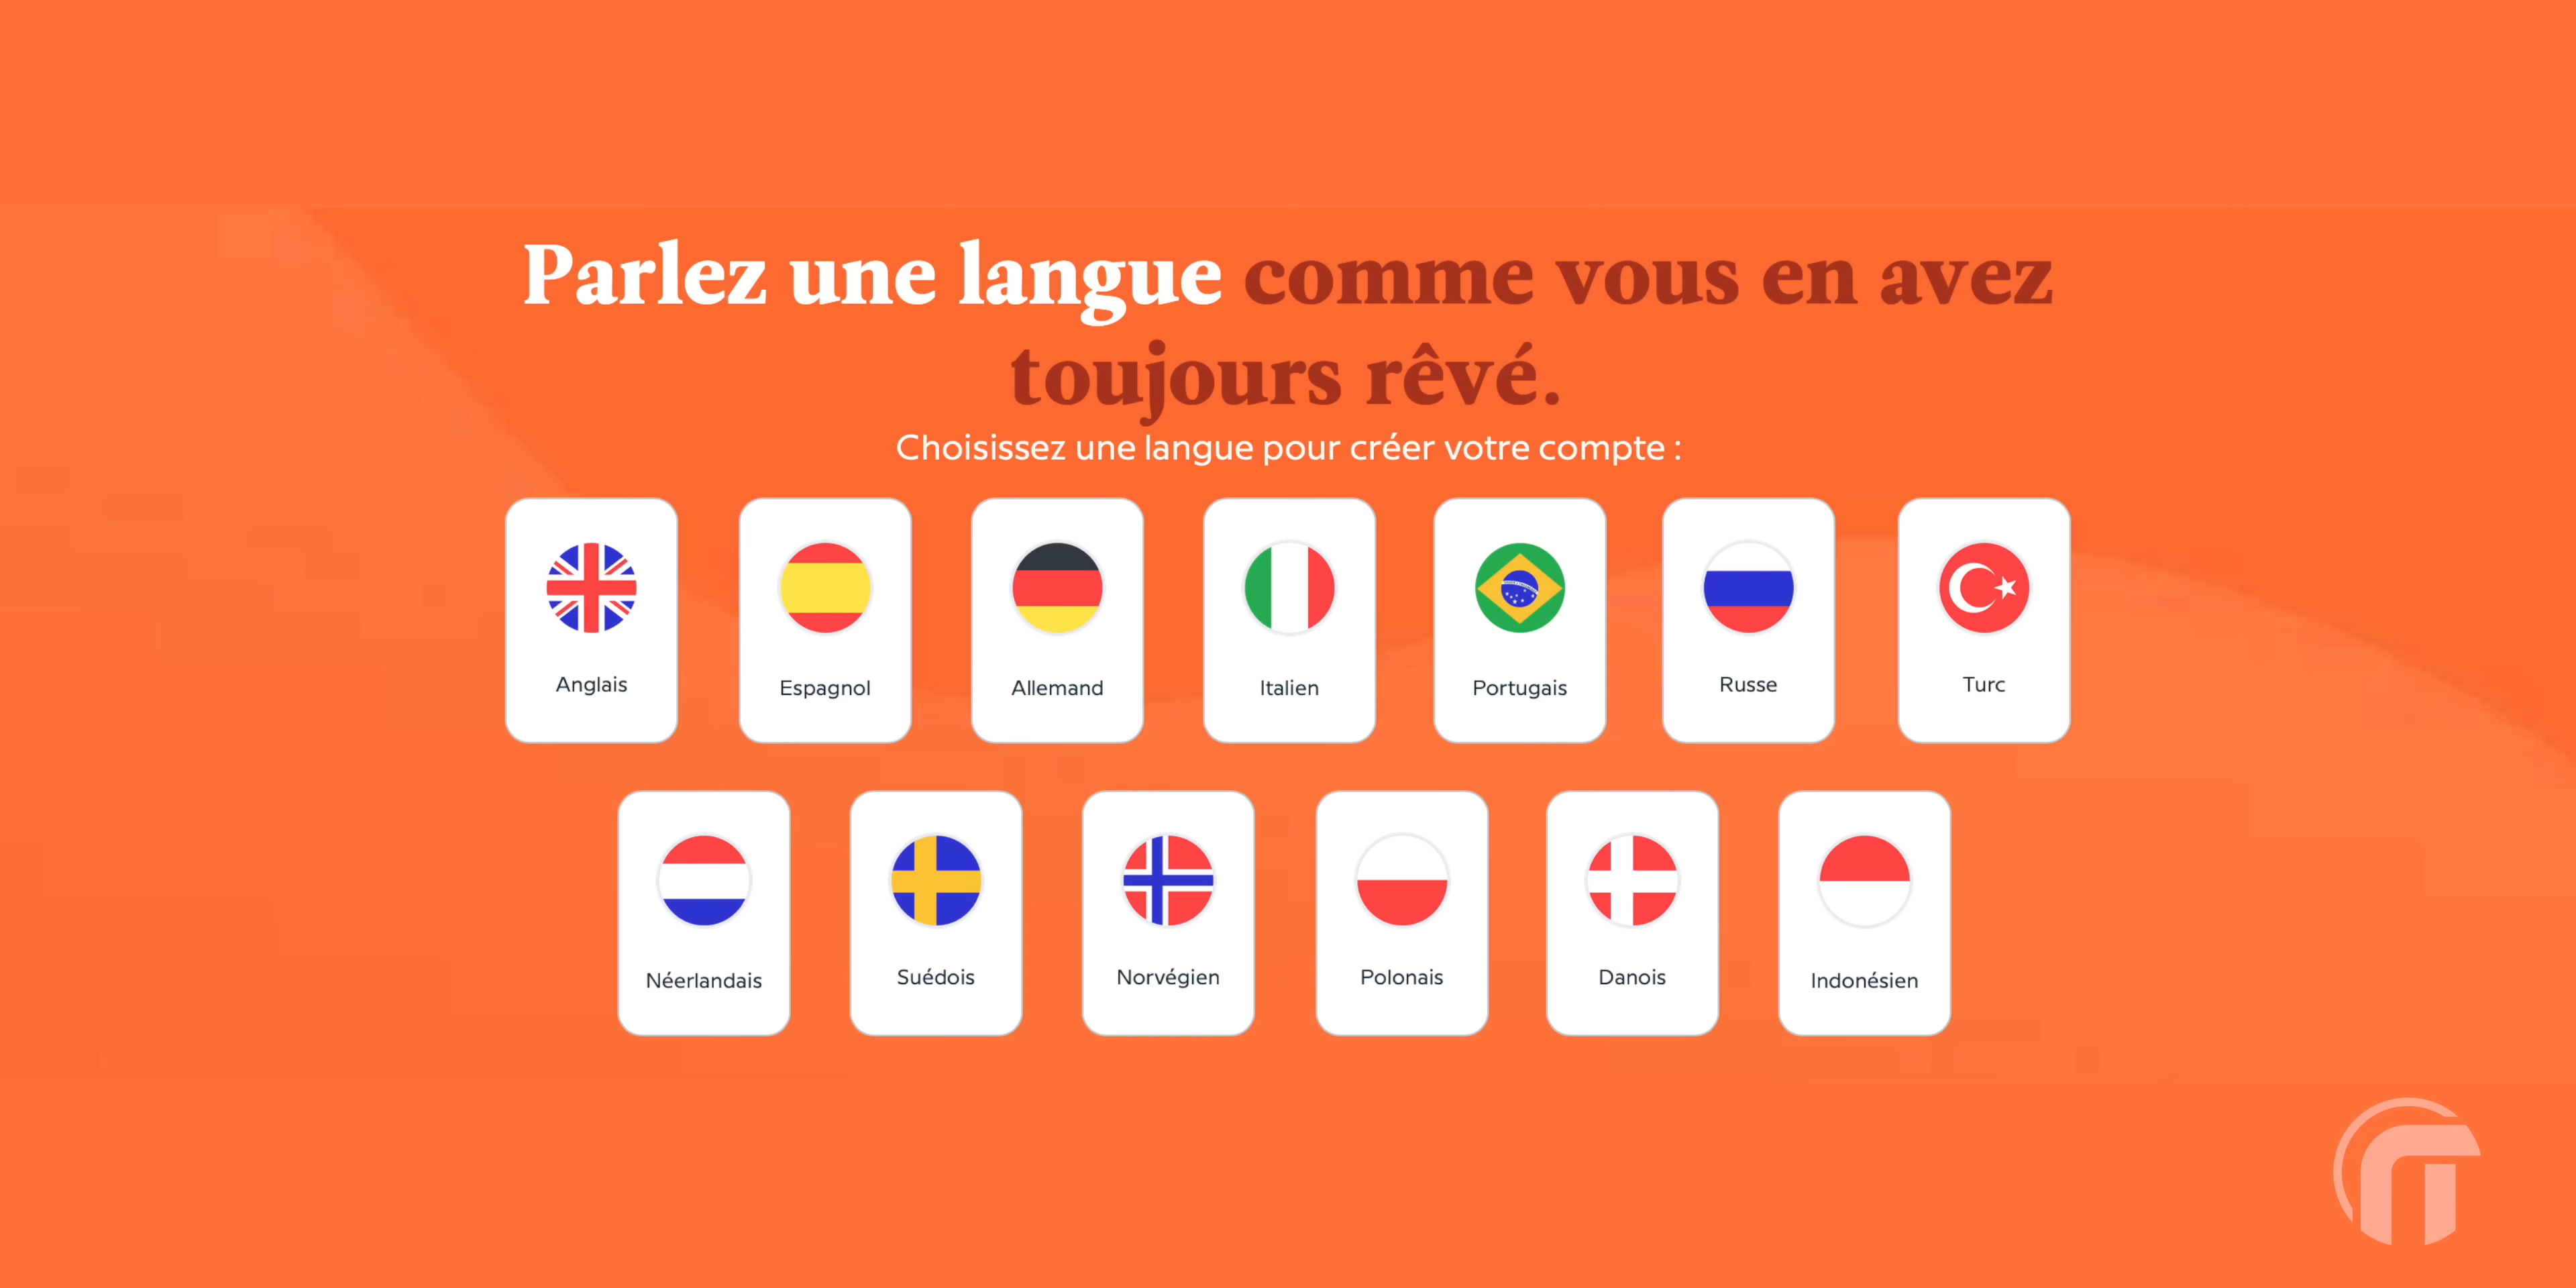 Parlez une langue comme vous en avez
toujours rêvé.
Choisissez une langue pour créer votre compte :
Anglais
Espagnol
Allemand
Italien
Portugais
Russe
Turc
Néerlandais
Suédois
Norvégien
Polonais
Danois
Indonésien